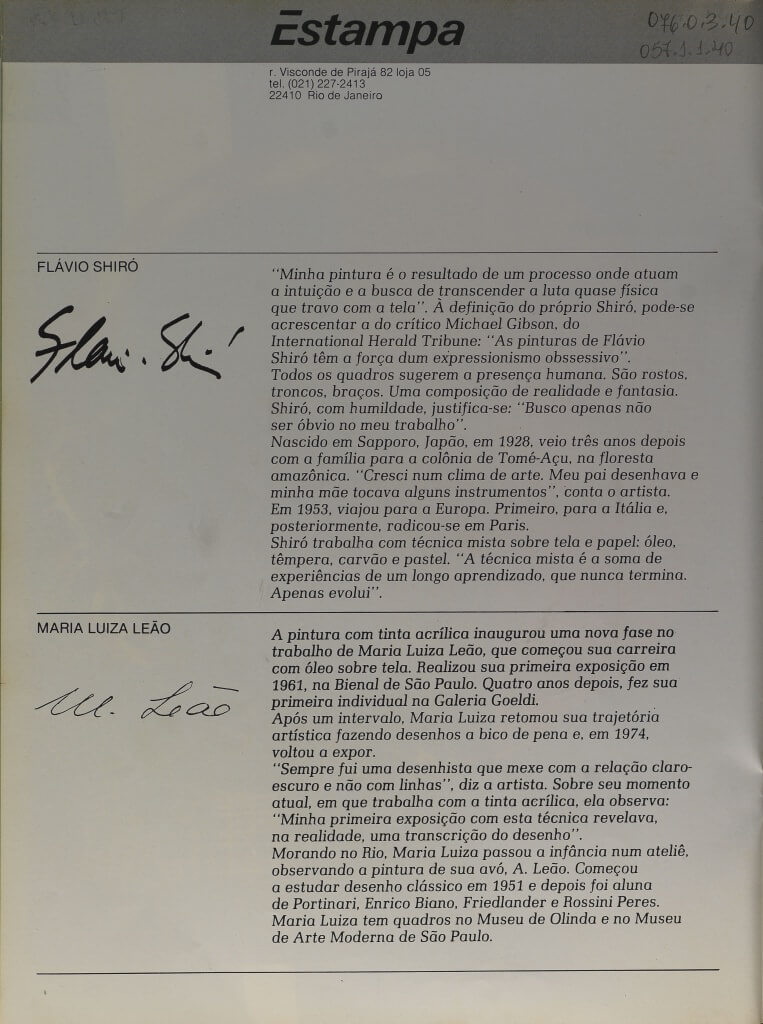 Estampa
076.0.3.40
057.1.1.40
r. Visconde de Pirajá 82 loja 05
tel. (021) 227-2413
22410 Rio de Janeiro
FLÁVIO SHIRÓ
Flavio. Shiró
"Minha pintura é o resultado de um processo onde atuam
a intuição e a busca de transcender a luta quase física
que travo com a tela". À definição do próprio Shiró, pode-se
acrescentar a do crítico Michael Gibson, do
International Herald Tribune: "As pinturas de Flávio
Shiró têm a força dum expressionismo obssessivo".
Todos os quadros sugerem a presença humana. São rostos,
troncos, braços. Uma composição de realidade e fantasia.
Shiró, com humildade, justifica-se: "Busco apenas não
ser óbvio no meu trabalho".
Nascido em Sapporo, Japão, em 1928, veio três anos depois
com a família para a colônia de Tomé-Açu, na floresta
amazônica. "Cresci num clima de arte. Meu pai desenhava e
minha mãe tocava alguns instrumentos", conta o artista.
Em 1953, viajou para a Europa. Primeiro, para a Itália e,
posteriormente, radicou-se em Paris.
Shiró trabalha com técnica mista sobre tela e papel: óleo,
têmpera, carvão e pastel. "A técnica mista é a soma de
experiências de um longo aprendizado, que nunca termina.
Apenas evolui".
MARIA LUIZA LEÃO
M. Leão
A pintura com tinta acrílica inaugurou uma nova fase no
trabalho de Maria Luiza Leão, que começou sua carreira
com óleo sobre tela. Realizou sua primeira exposição em
1961, na Bienal de São Paulo. Quatro anos depois, fez sua
primeira individual na Galeria Goeldi.
Após um intervalo, Maria Luiza retomou sua trajetória
artística fazendo desenhos a bico de pena e, em 1974,
voltou a expor.
"Sempre fui uma desenhista que mexe com a relação claro-
escuro e não com linhas", diz a artista. Sobre seu momento
atual, em que trabalha com a tinta acrílica, ela observa:
"Minha primeira exposição com esta técnica revelava,
na realidade, uma transcrição do desenho".
Morando no Rio, Maria Luiza passou a infância num ateliê,
observando a pintura de sua avó, A. Leão. Começou
a estudar desenho clássico em 1951 e depois foi aluna
de Portinari, Enrico Biano, Friedlander e Rossini Peres.
Maria Luiza tem quadros no Museu de Olinda e no Museu
de Arte Moderna de São Paulo.